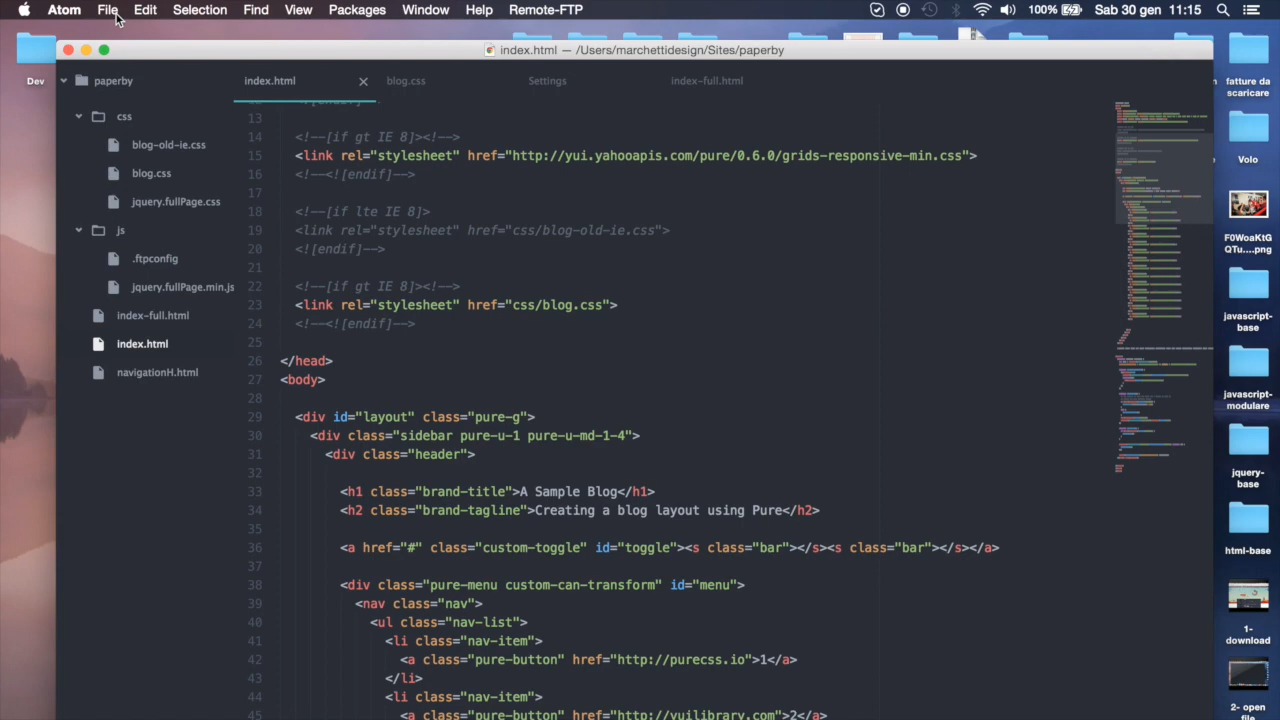 Atom File Edit Selection Find View Packages Window Help Remote-FTP 100% Sab 30 gen 11:15
index.html — /Users/marchettidesign/Sites/paperby
Dev
paperby
css
blog-old-ie.css
blog.css
jquery.fullPage.css
js
.ftpconfig
jquery.fullPage.min.js
index-full.html
index.html
navigationH.html
index.html blog.css Settings index-full.html
13
14 <!--[if gt IE 8]>
15 <link rel="stylesheet" href="http://yui.yahooapis.com/pure/0.6.0/grids-responsive-min.css">
16 <!--<![endif]-->
17
18 <!--[if lte IE 8]>
19 <link rel="stylesheet" href="css/blog-old-ie.css">
20 <![endif]-->
21
22 <!--[if gt IE 8]><!-->
23 <link rel="stylesheet" href="css/blog.css">
24 <!--<![endif]-->
25
26 </head>
27 <body>
28
29 <div id="layout" class="pure-g">
30 <div class="sidebar pure-u-1 pure-u-md-1-4">
31 <div class="header">
32
33 <h1 class="brand-title">A Sample Blog</h1>
34 <h2 class="brand-tagline">Creating a blog layout using Pure</h2>
35
36 <a href="#" class="custom-toggle" id="toggle"><s class="bar"></s><s class="bar"></s></a>
37
38 <div class="pure-menu custom-can-transform" id="menu">
39 <nav class="nav">
40 <ul class="nav-list">
41 <li class="nav-item">
42 <a class="pure-button" href="http://purecss.io">1</a>
43 </li>
44 <li class="nav-item">
45 <a class="pure-button" href="http://yuilibrary.com">2</a>
fatture da
scaricare
Volo
F0WoaKtG
QTu....png
javascript-
base
javascript-
modulare
jquery-
base
html-base
1-
download
2- open
file